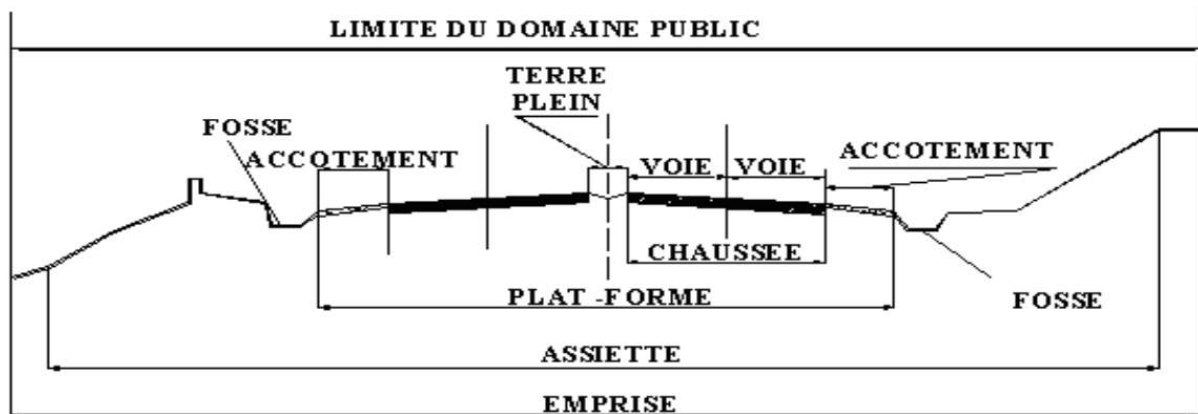 LIMITE DU DOMAINE PUBLIC
TERRE
PLEIN
FOSSE
ACCOTEMENT
VOIE
VOIE
ACCOTEMENT
CHAUSSEE
PLAT -FORME
FOSSE
ASSIETTE
EMPRISE